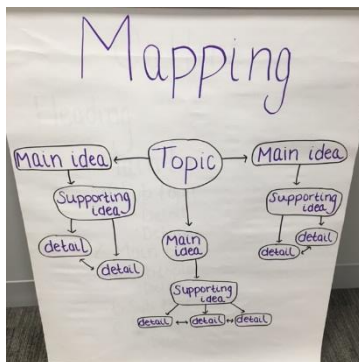 Mapping
Main idea
Topic
Main idea
Supporting
idea
Supporting
idea
detail
detail
Main
idea
detail
detail
Supporting
idea
detail
detail
detail